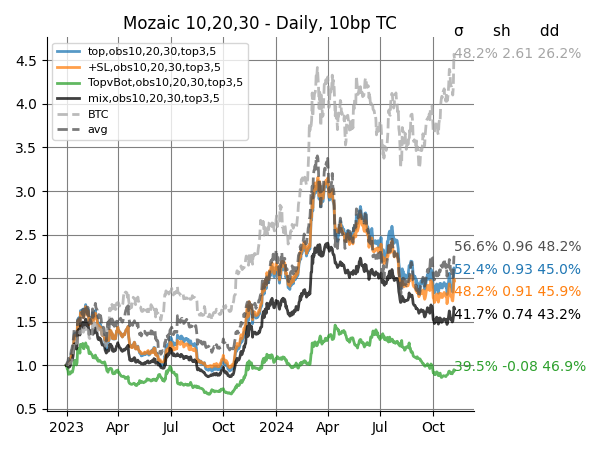 Mozaic 10,20,30 - Daily, 10bp TC
σ sh dd
top,obs10,20,30,top3,5
+SL,obs10,20,30,top3,5
TopvBot,obs10,20,30,top3,5
mix,obs10,20,30,top3,5
BTC
avg
48.2% 2.61 26.2%
56.6% 0.96 48.2%
52.4% 0.93 45.0%
48.2% 0.91 45.9%
41.7% 0.74 43.2%
39.5% -0.08 46.9%
4.5
4.0
3.5
3.0
2.5
2.0
1.5
1.0
0.5
2023 Apr Jul Oct 2024 Apr Jul Oct